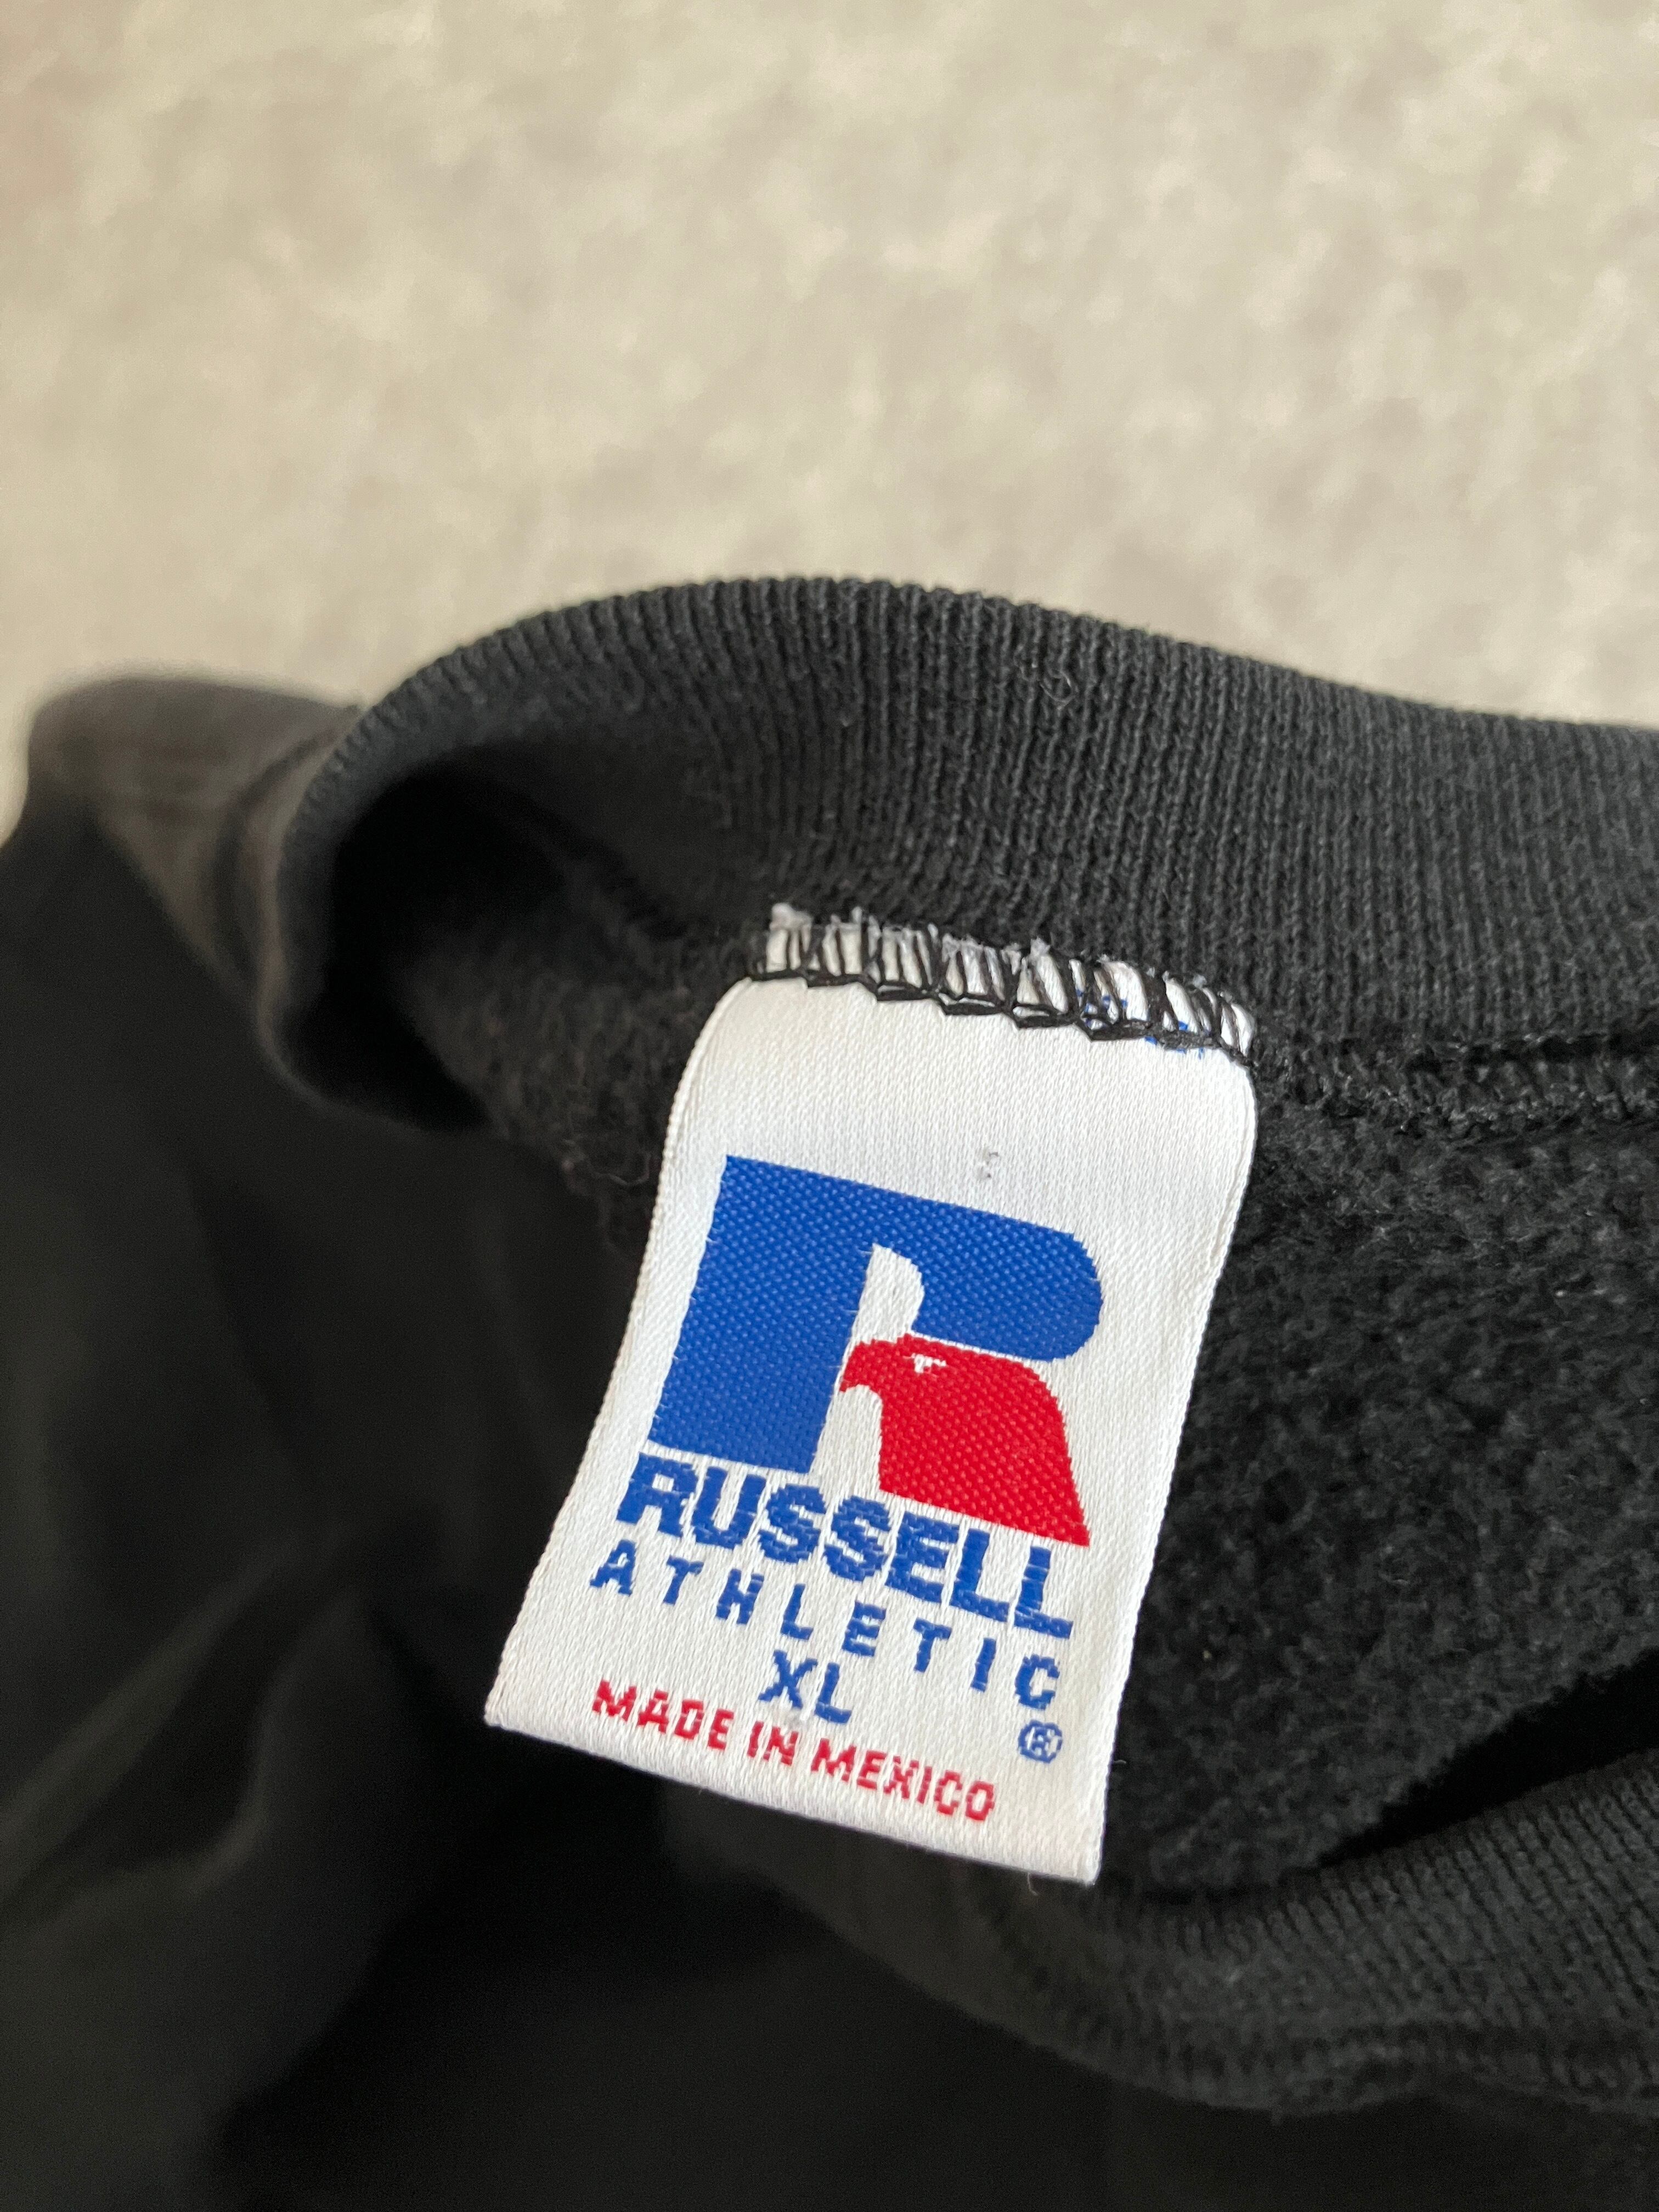 R
RUSSELL
ATHLETIC
XL
®
MADE IN MEXICO